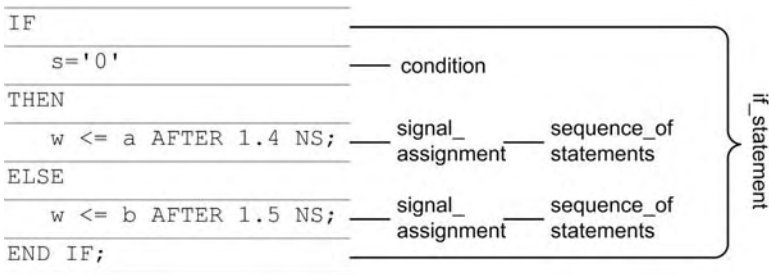 IF
s='0' condition
THEN
w <= a AFTER 1.4 NS; signal_ sequence_of
assignment statements
ELSE
w <= b AFTER 1.5 NS; signal_ sequence_of
assignment statements
END IF;
if_statement